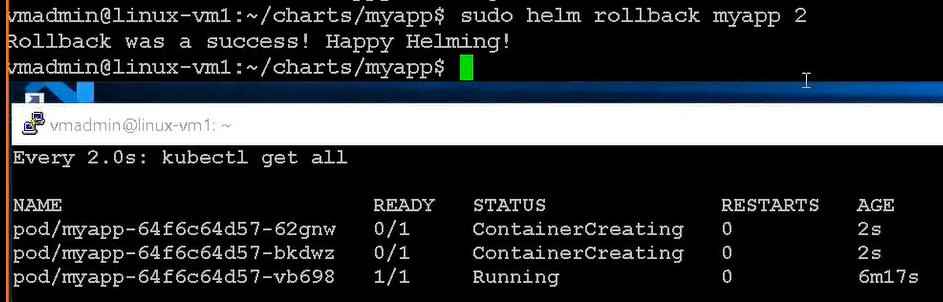 vmadmin@linux-vm1:~/charts/myapp$ sudo helm rollback myapp 2
Rollback was a success! Happy Helming!
vmadmin@linux-vm1:~/charts/myapp$
vmadmin@linux-vm1: ~
Every 2.0s: kubectl get all
NAME READY STATUS RESTARTS AGE
pod/myapp-64f6c64d57-62gnw 0/1 ContainerCreating 0 2s
pod/myapp-64f6c64d57-bkdwz 0/1 ContainerCreating 0 2s
pod/myapp-64f6c64d57-vb698 1/1 Running 0 6m17s